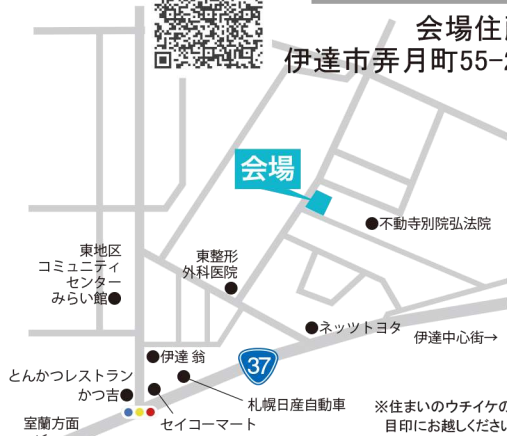 会場住所
伊達市弄月町55-2
会場
不動寺別院弘法院
東地区
コミュニティ
センター
みらい館
東整形
外科医院
ネッツトヨタ
伊達中心街→
伊達 翁
37
とんかつレストラン
かつ吉
札幌日産自動車
セイコーマート
室蘭方面
※住まいのウチイケの
目印にお越しくださ